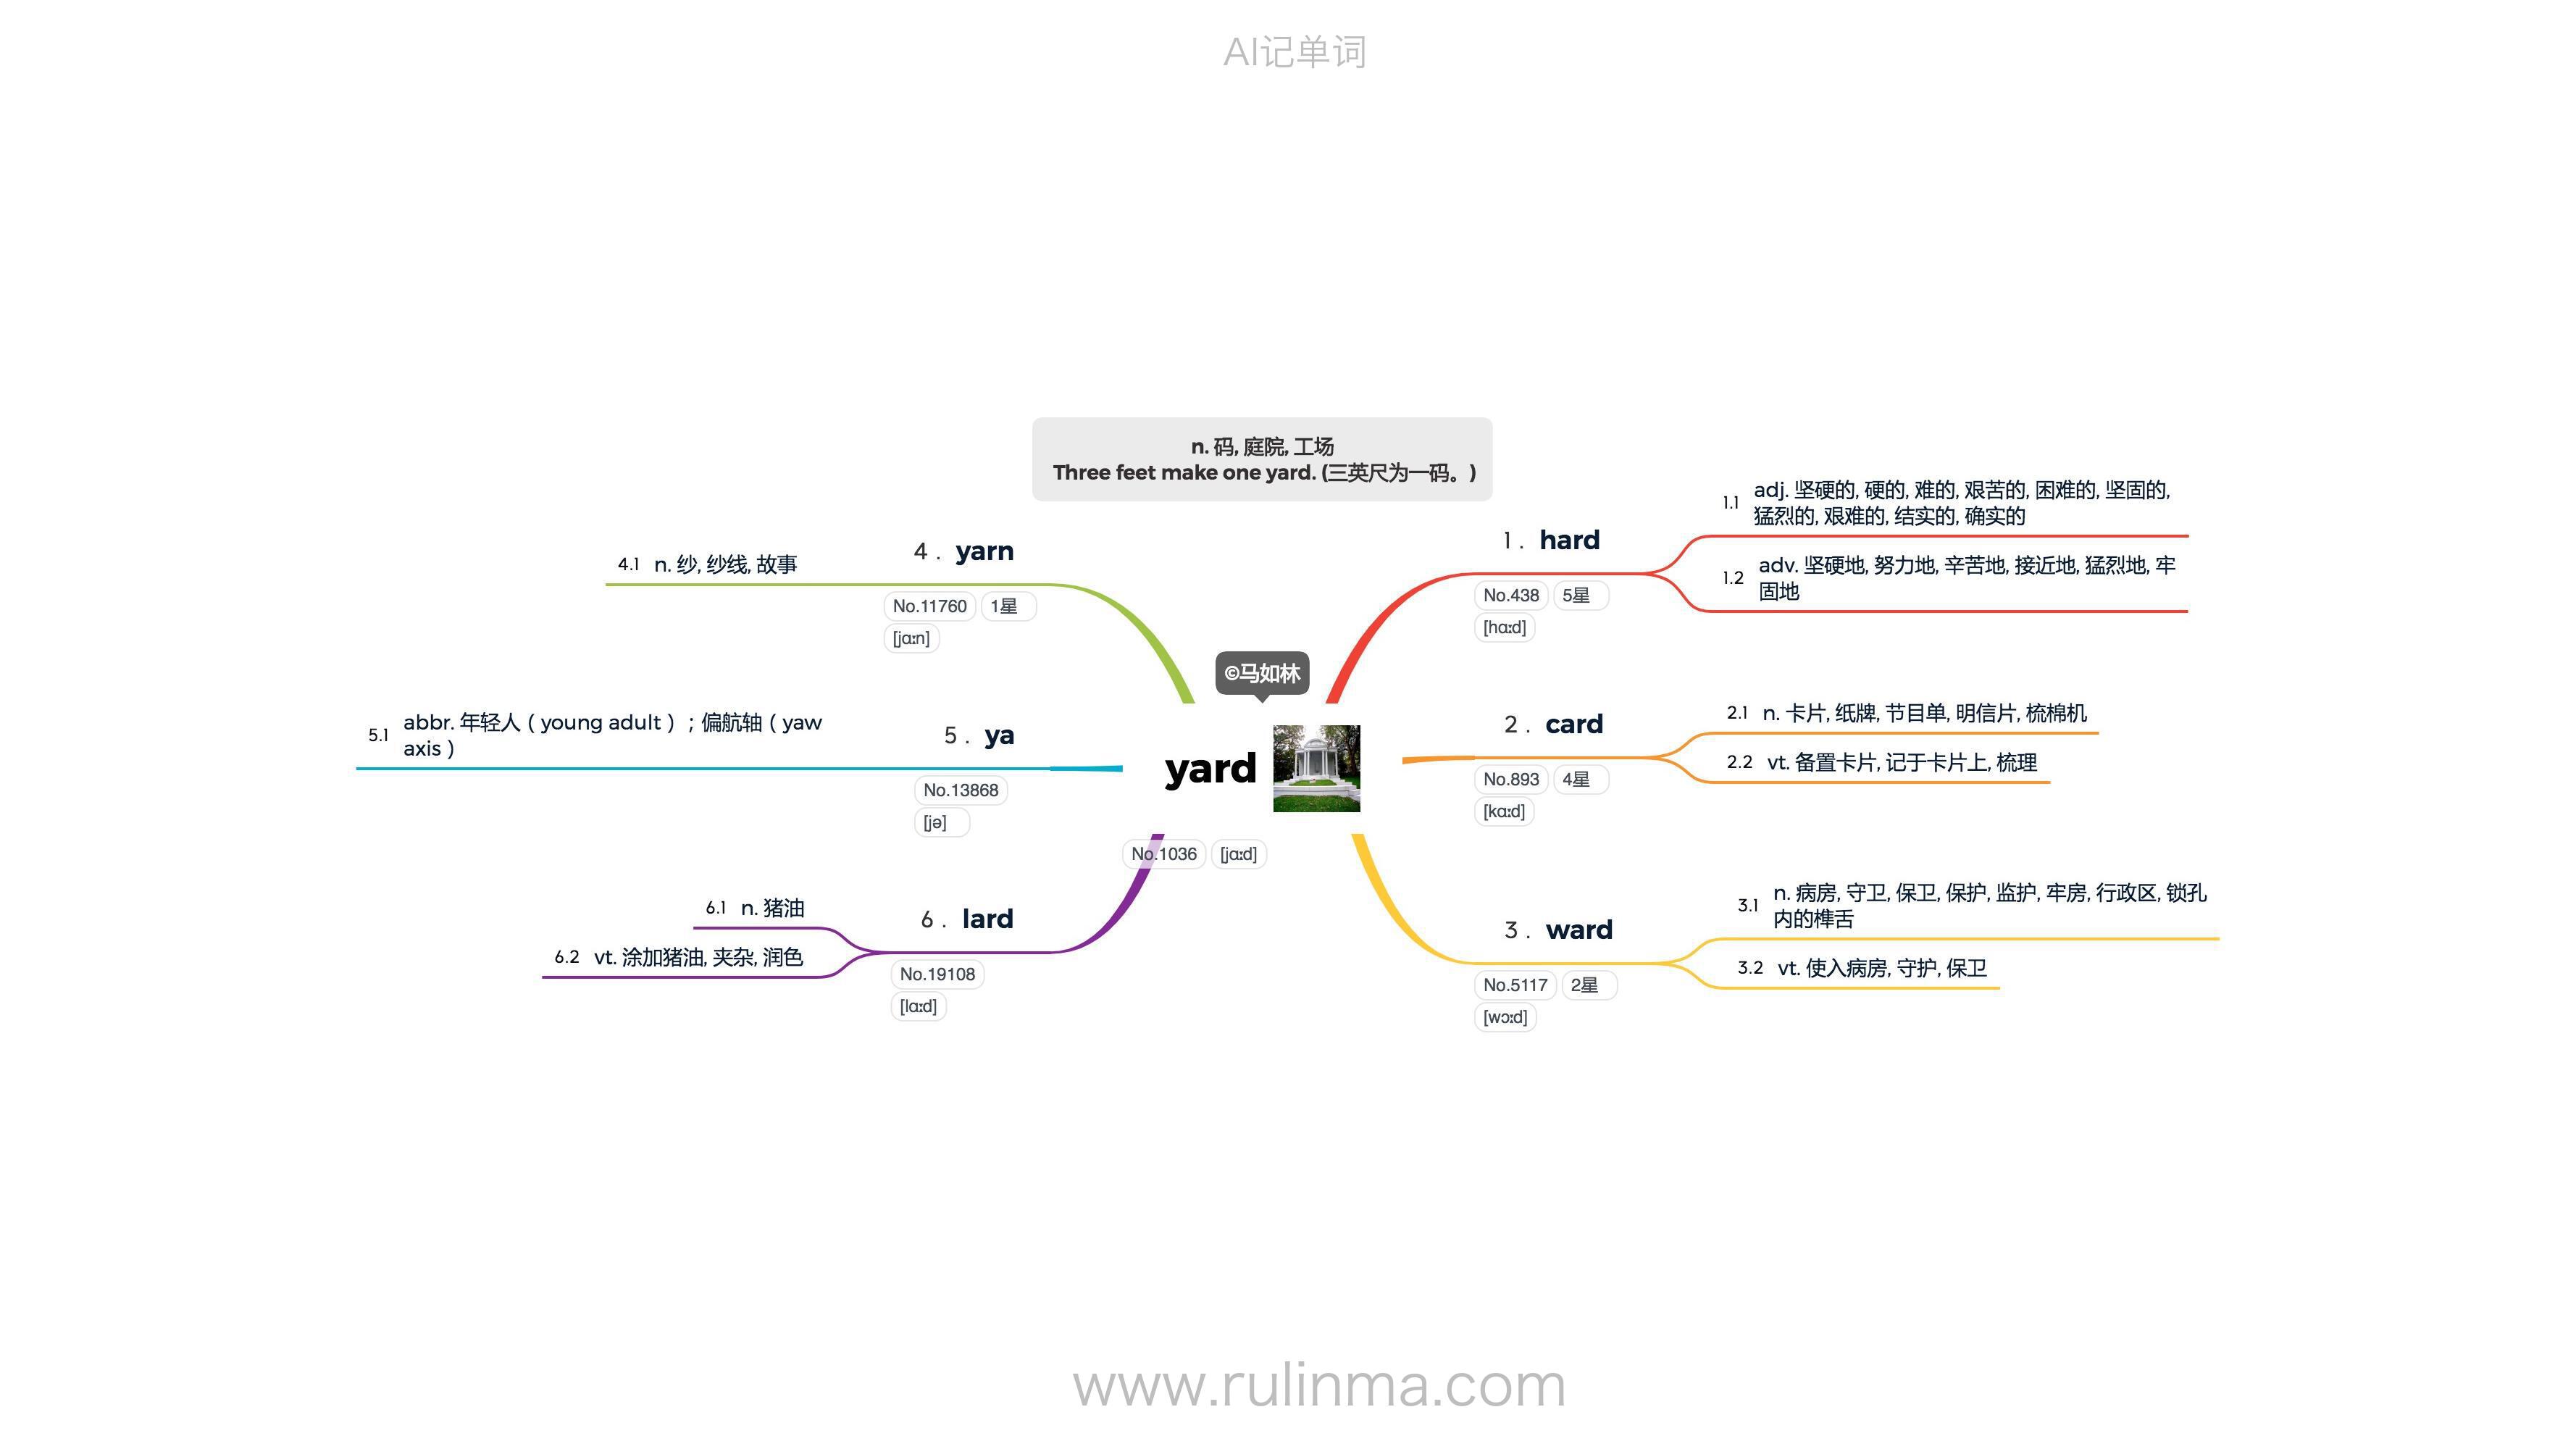 AI记单词
n. 码, 庭院, 工场
Three feet make one yard. (三英尺为一码。)
©马如林
yard
No.1036 [jɑːd]
1 . hard
No.438 5星
[hɑːd]
1.1 adj. 坚硬的, 硬的, 难的, 艰苦的, 困难的, 坚固的,
猛烈的, 艰难的, 结实的, 确实的
1.2 adv. 坚硬地, 努力地, 辛苦地, 接近地, 猛烈地, 牢
固地
2 . card
No.893 4星
[kɑːd]
2.1 n. 卡片, 纸牌, 节目单, 明信片, 梳棉机
2.2 vt. 备置卡片, 记于卡片上, 梳理
3 . ward
No.5117 2星
[wɔːd]
3.1 n. 病房, 守卫, 保卫, 保护, 监护, 牢房, 行政区, 锁孔
内的榫舌
3.2 vt. 使入病房, 守护, 保卫
4 . yarn
No.11760 1星
[jɑːn]
4.1 n. 纱, 纱线, 故事
5 . ya
No.13868
[jə]
5.1 abbr. 年轻人（young adult）；偏航轴（yaw
axis）
6 . lard
No.19108
[lɑːd]
6.1 n. 猪油
6.2 vt. 涂加猪油, 夹杂, 润色
www.rulinma.com